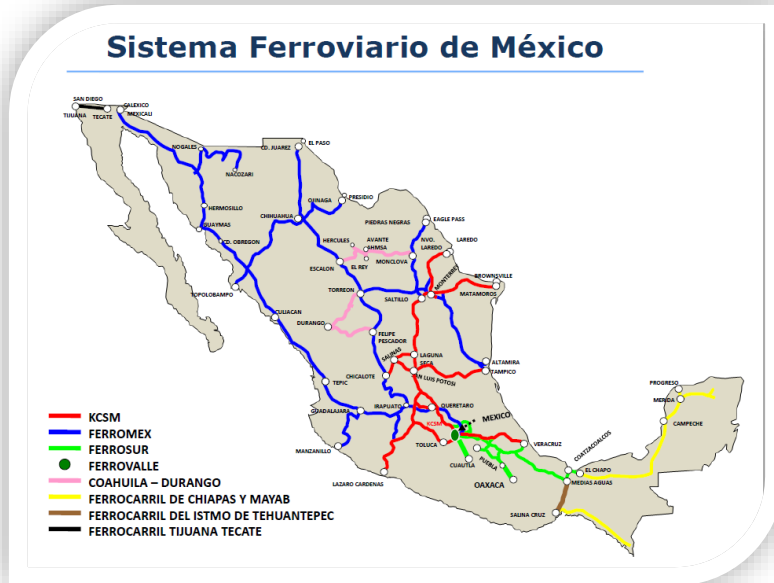 Sistema Ferroviario de México
SAN DIEGO
CALEXICO
TIJUANA
TECATE
MEXICALI
NOGALES
CD. JUAREZ
EL PASO
NACOZARI
OJINAGA
PRESIDIO
HERMOSILLO
CHIHUAHUA
PIEDRAS NEGRAS
EAGLE PASS
GUAYMAS
CD. OBREGON
HERCULES
AVANTE
AHMSA
NVO.
LAREDO
LAREDO
EL REY
MONCLOVA
ESCALON
MONTERREY
BROWNSVILLE
TOPOLOBAMPO
TORREON
SALTILLO
MATAMOROS
CULIACAN
DURANGO
FELIPE
PESCADOR
SALINAS
LAGUNA
SECA
ALTAMIRA
TAMPICO
CHICALOTE
SAN LUIS POTOSI
TEPIC
PROGRESO
MERIDA
GUADALAJARA
IRAPUATO
QUERETARO
MEXICO
CAMPECHE
KCSM
MANZANILLO
TOLUCA
VERACRUZ
COATZACOALCOS
CUAUTLA
PUEBLA
EL CHAPO
LAZARO CARDENAS
OAXACA
MEDIAS AGUAS
SALINA CRUZ
KCSM
FERROMEX
FERROSUR
FERROVALLE
COAHUILA – DURANGO
FERROCARRIL DE CHIAPAS Y MAYAB
FERROCARRIL DEL ISTMO DE TEHUANTEPEC
FERROCARRIL TIJUANA TECATE